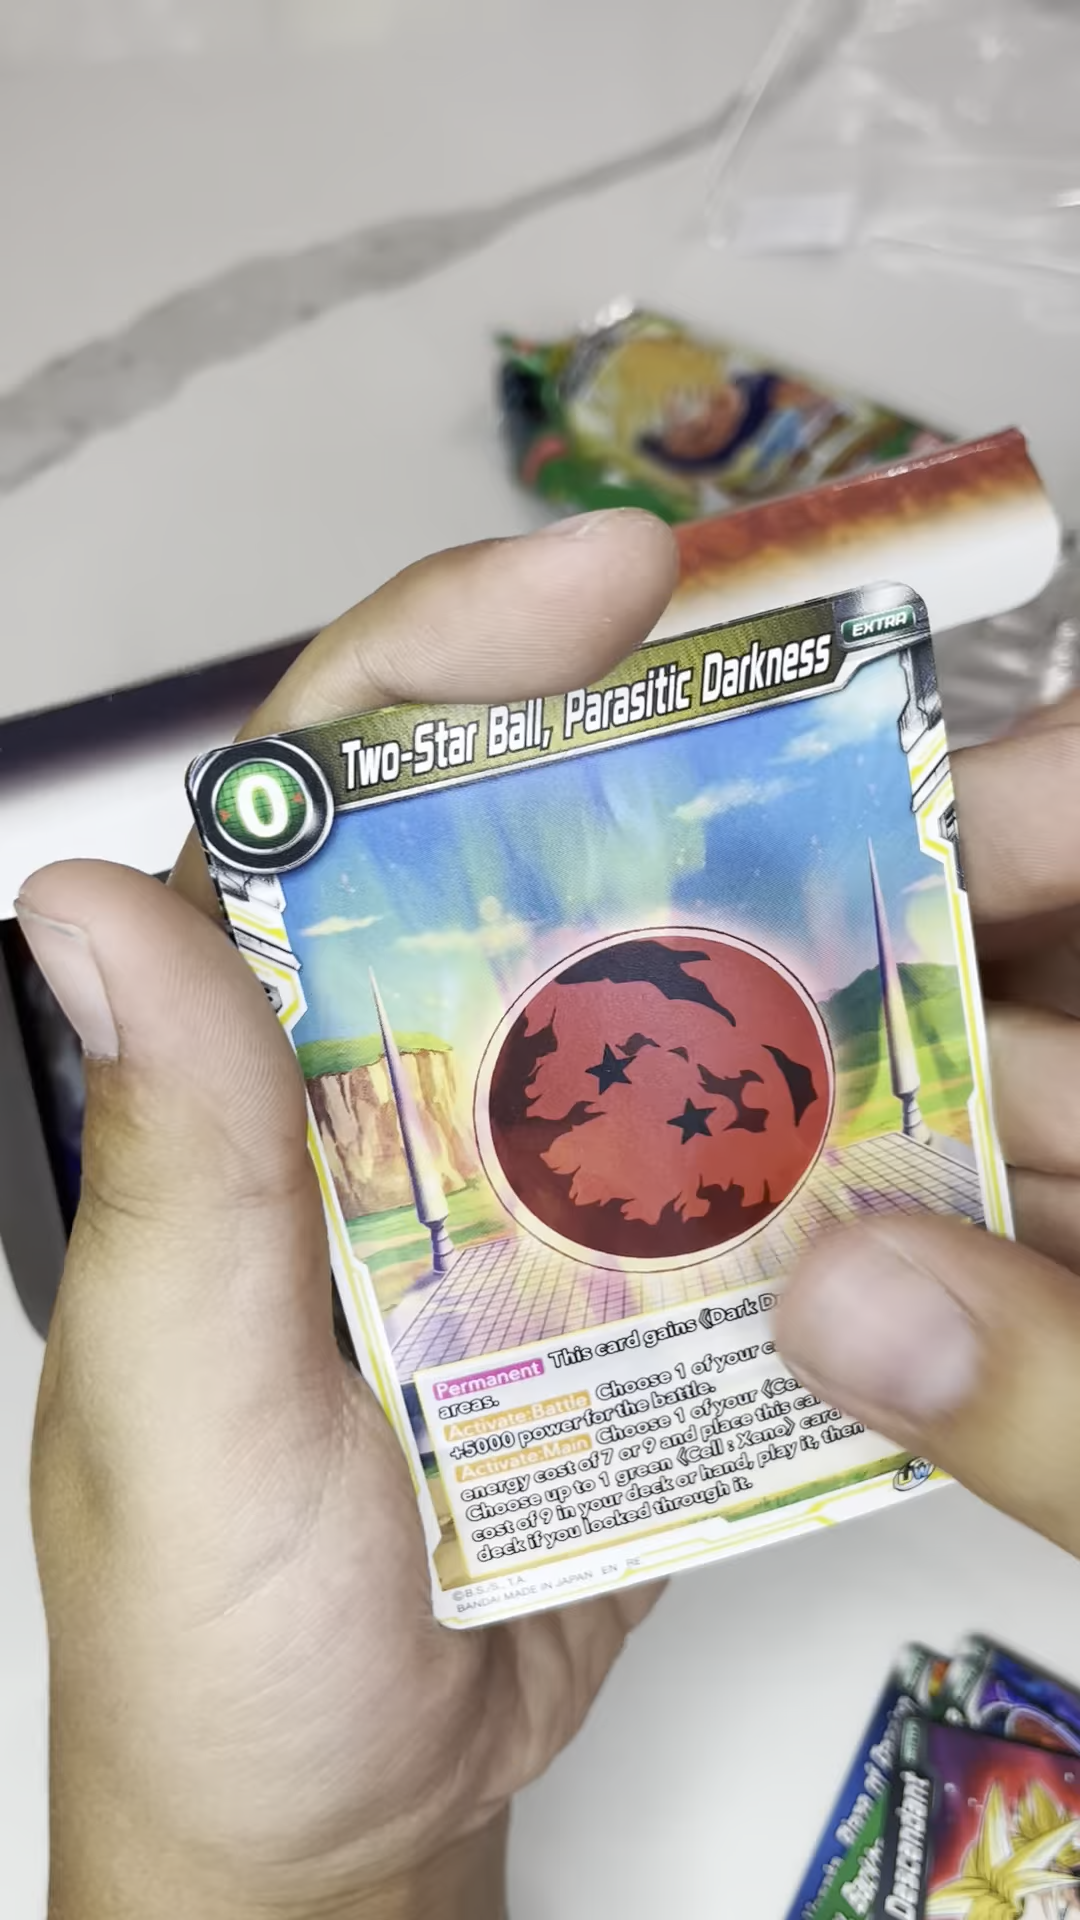 EXTRA
Two-Star Ball, Parasitic Darkness
0
Permanent This card gains 《Dark
areas.
Activate:Battle Choose 1 of your
+5000 power for the battle.
Activate:Main Choose 1 of your 〈Cel
energy cost of 7 or 9 and place this
Choose up to 1 green 〈Cell : Xeno〉 card
cost of 9 in your deck or hand, play it, then
deck if you looked through it.
UW
©B.S./S., T.A.
BANDAI MADE IN JAPAN EN RE
Descendant